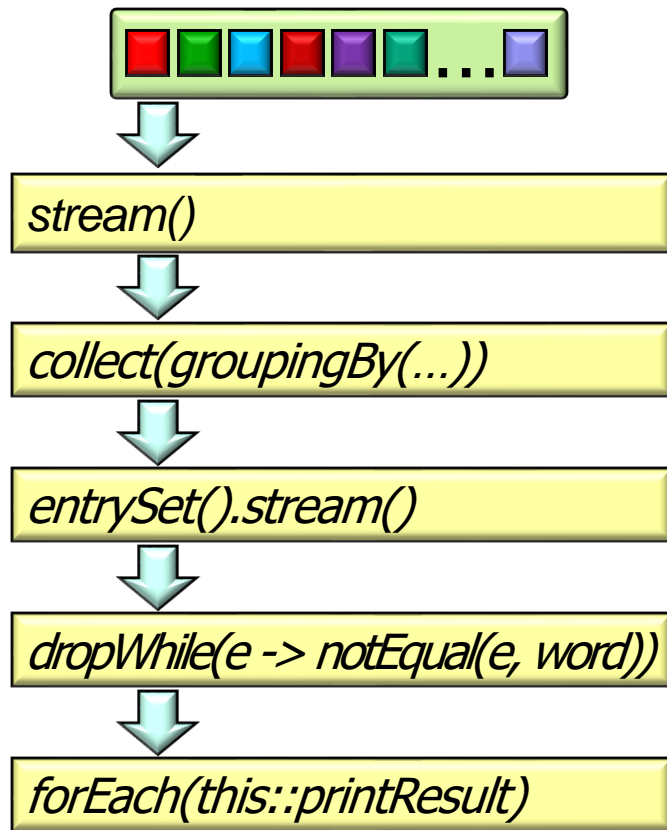 ...
stream()
collect(groupingBy(...))
entrySet().stream()
dropWhile(e -> notEqual(e, word))
forEach(this::printResult)